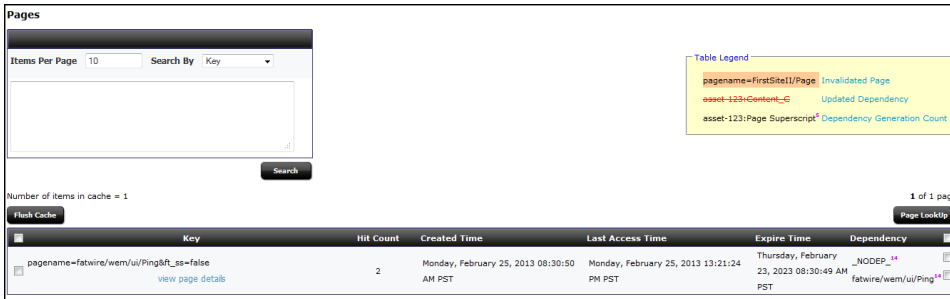 Pages
Items Per Page 10 Search By Key
Table Legend
pagename=FirstSiteII/Page Invalidated Page
asset-123:Content_C Updated Dependency
asset-123:Page Superscript5 Dependency Generation Count
Search
Number of items in cache = 1
1 of 1 pag
Flush Cache
Page LookUp
Key Hit Count Created Time Last Access Time Expire Time Dependency
pagename=fatwire/wem/ui/Ping&ft_ss=false
view page details
2
Monday, February 25, 2013 08:30:50
AM PST
Monday, February 25, 2013 13:21:24
PM PST
Thursday, February
23, 2023 08:30:49 AM
PST
_NODEP_14
fatwire/wem/ui/Ping14